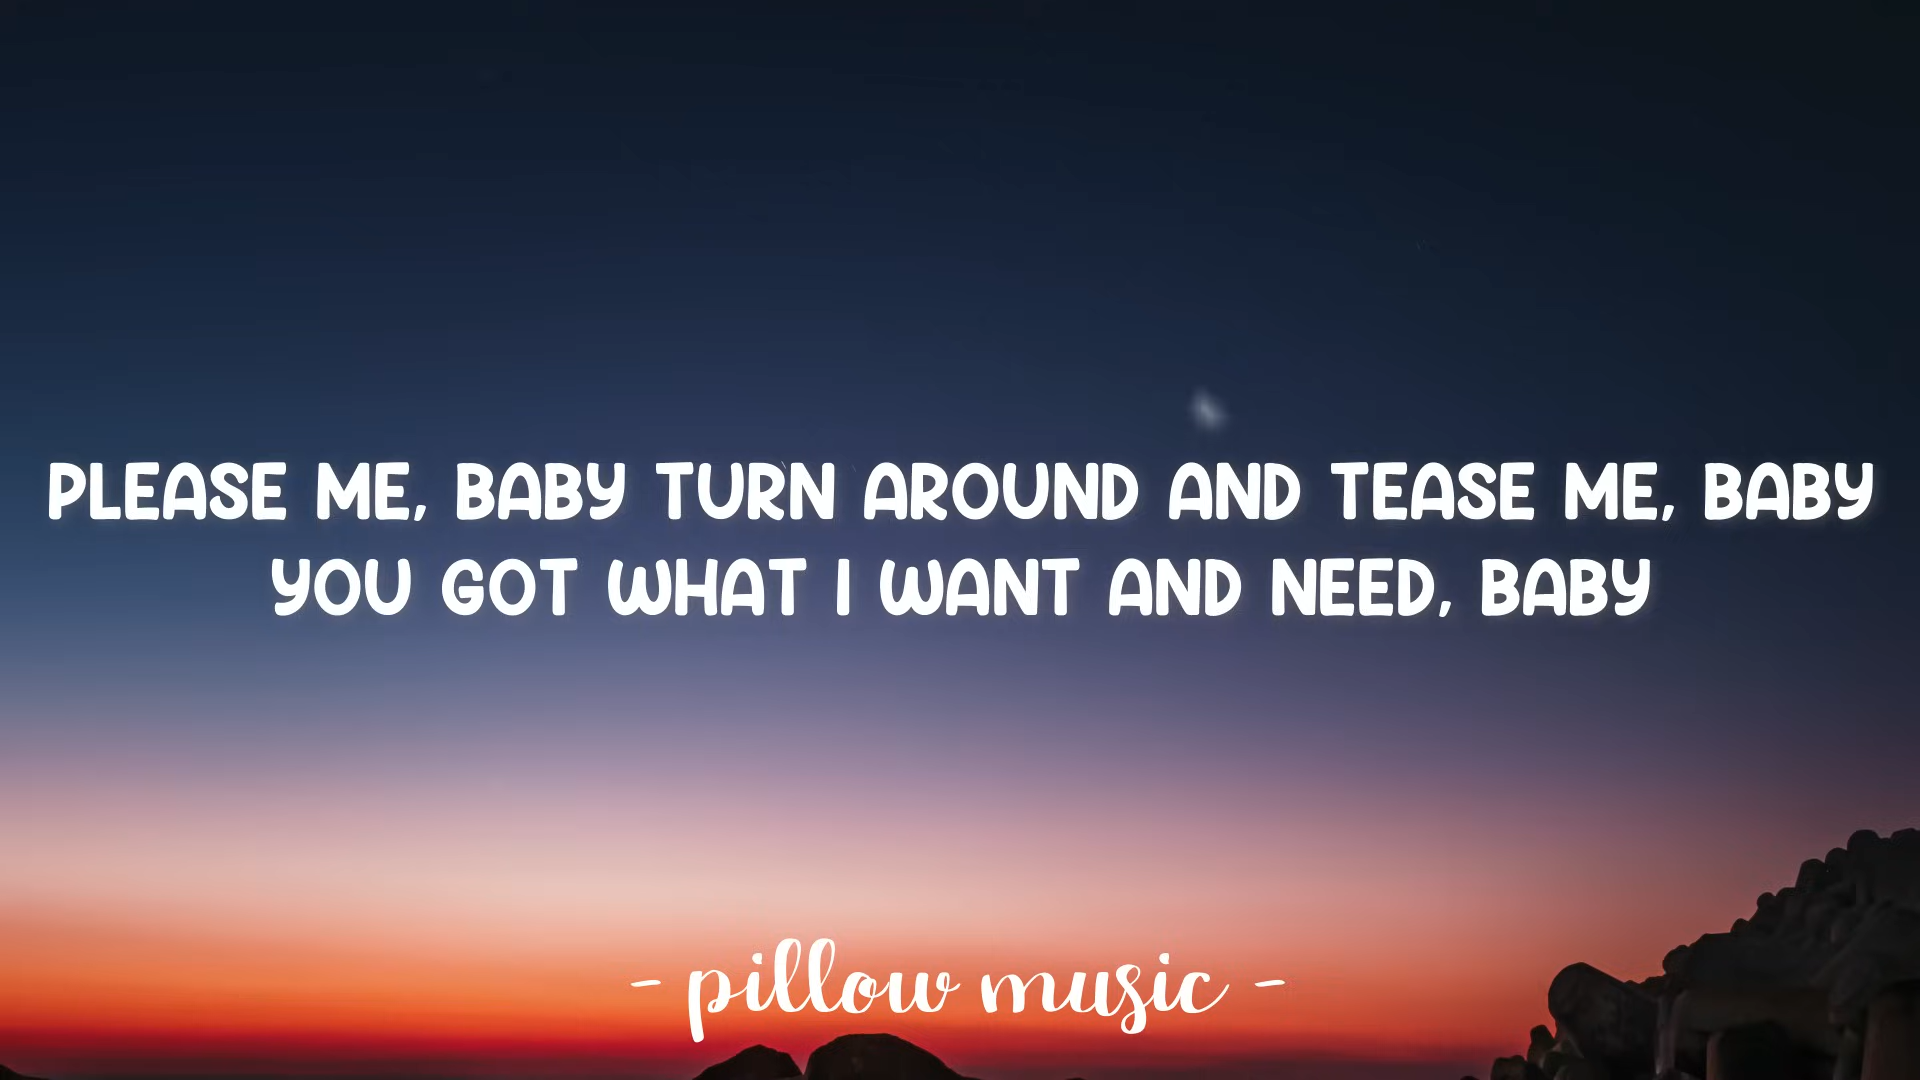 PLEASE ME, BABY TURN AROUND AND TEASE ME, BABY
YOU GOT WHAT I WANT AND NEED, BABY
- pillow music -